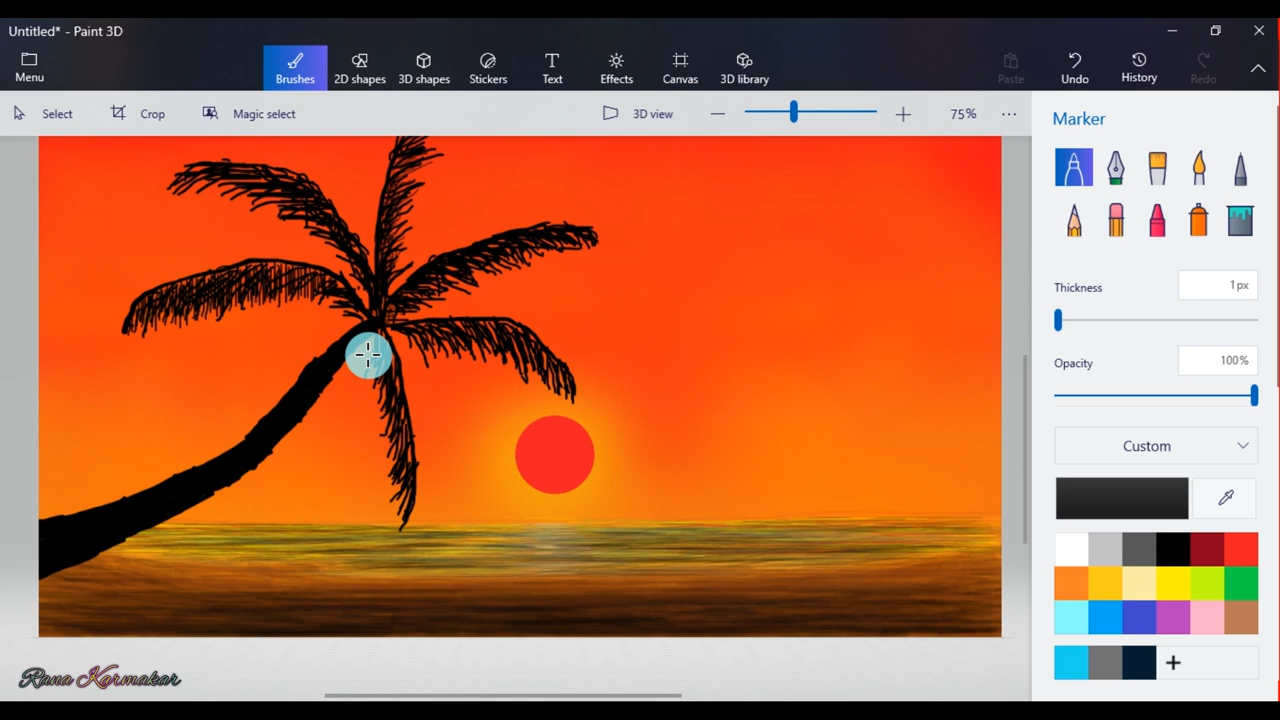 Untitled* - Paint 3D
Menu
Brushes
2D shapes
3D shapes
Stickers
Text
Effects
Canvas
3D library
Paste
Undo
History
Redo
Select
Crop
Magic select
3D view
75%
Marker
Thickness
1px
Opacity
100%
Custom
Rana Karmakar